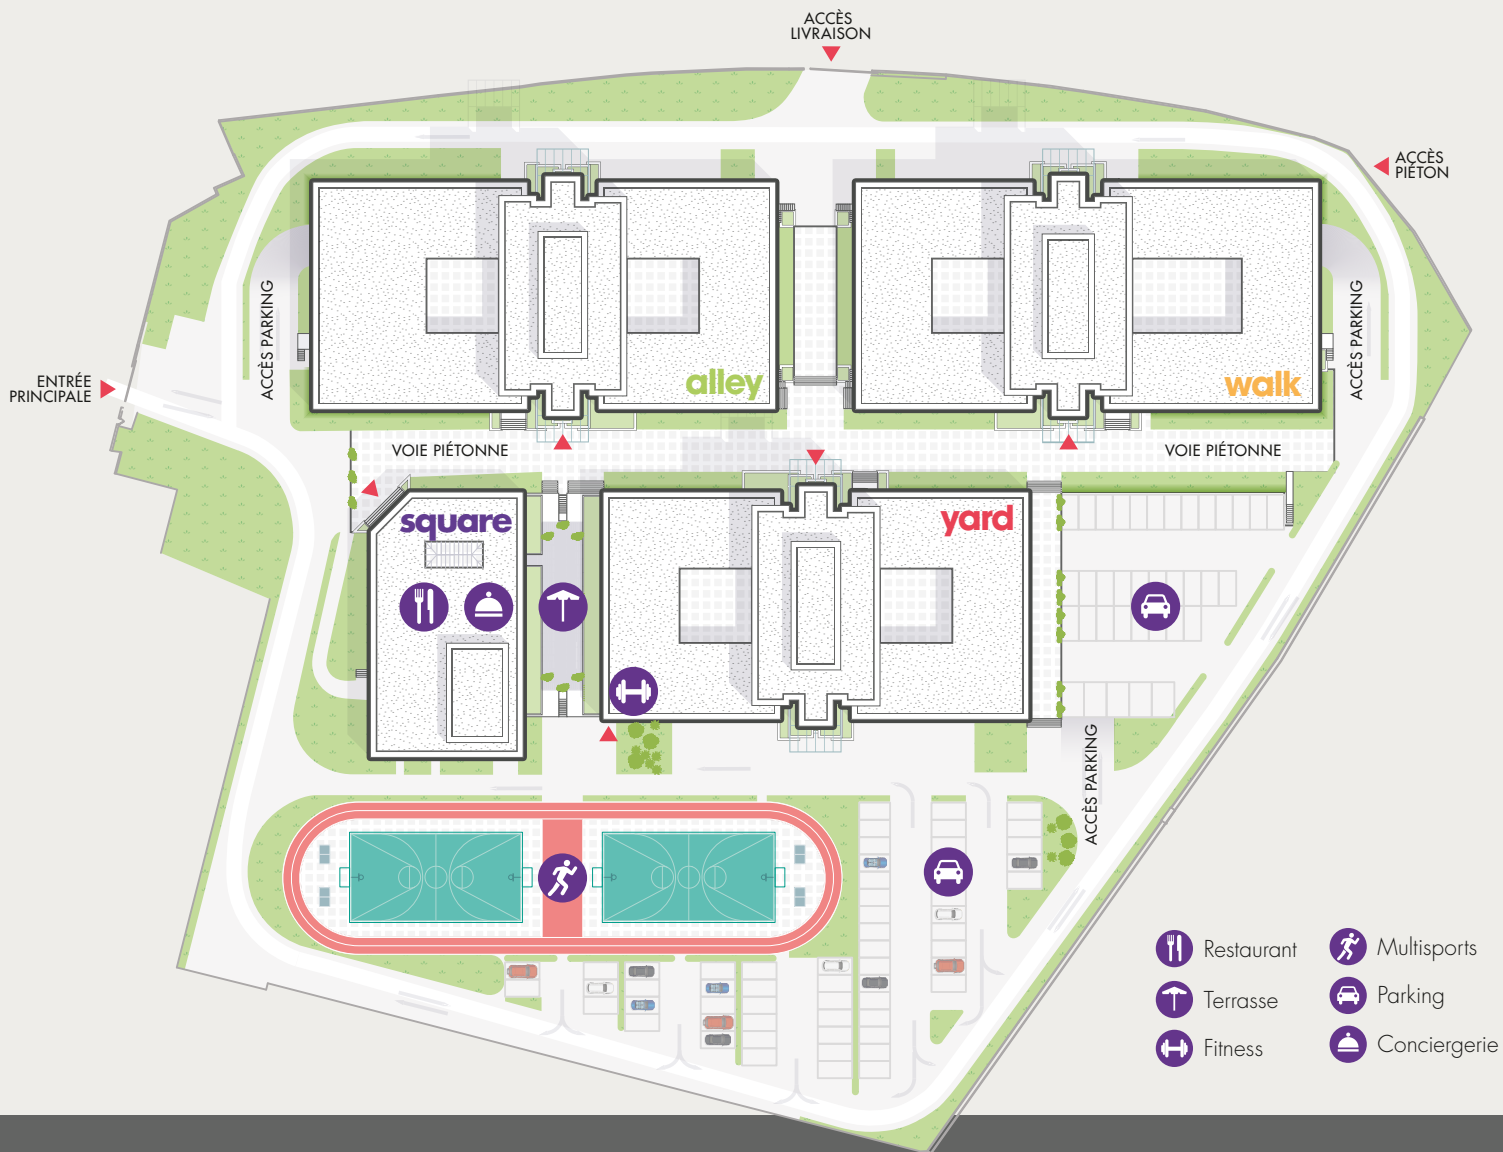 ACCÈS
LIVRAISON
ACCÈS
PIÉTON
ACCÈS PARKING
ACCÈS PARKING
ENTRÉE
PRINCIPALE
alley
walk
VOIE PIÉTONNE
VOIE PIÉTONNE
square
yard
ACCÈS PARKING
Restaurant
Multisports
Terrasse
Parking
Fitness
Conciergerie